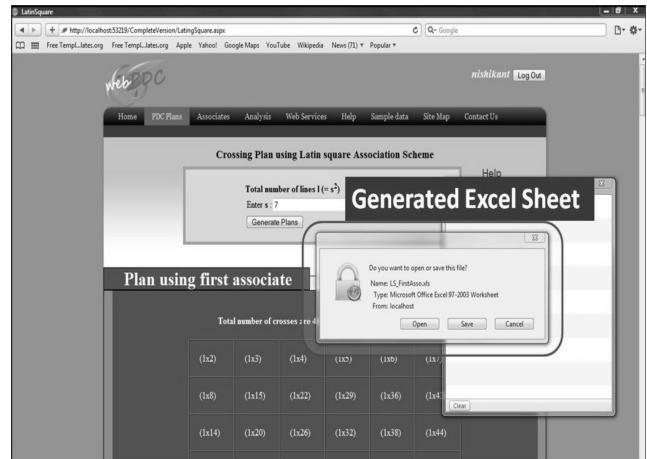 LatinSquare
http://localhost:53219/CompleteVersion/LatingSquare.aspx
Google
Free Templ...lates.org Free Templ...lates.org Apple Yahoo! Google Maps YouTube Wikipedia News (71) Popular
webPDC
nishikant Log Out
Home PDC Plans Associates Analysis Web Services Help Sample data Site Map Contact Us
Crossing Plan using Latin square Association Scheme
Help
Total number of lines l (= s²)
Enter s : 7
Generate Plans
Generated Excel Sheet
Do you want to open or save this file?
Name: LS_FirstAsso.xls
Type: Microsoft Office Excel 97-2003 Worksheet
From: localhost
Open Save Cancel
Plan using first associate
Total number of crosses are
(1x2) (1x3) (1x4) (1x5) (1x6) (1x7)
(1x8) (1x15) (1x22) (1x29) (1x36)
Clear
(1x14) (1x20) (1x26) (1x32) (1x38) (1x44)